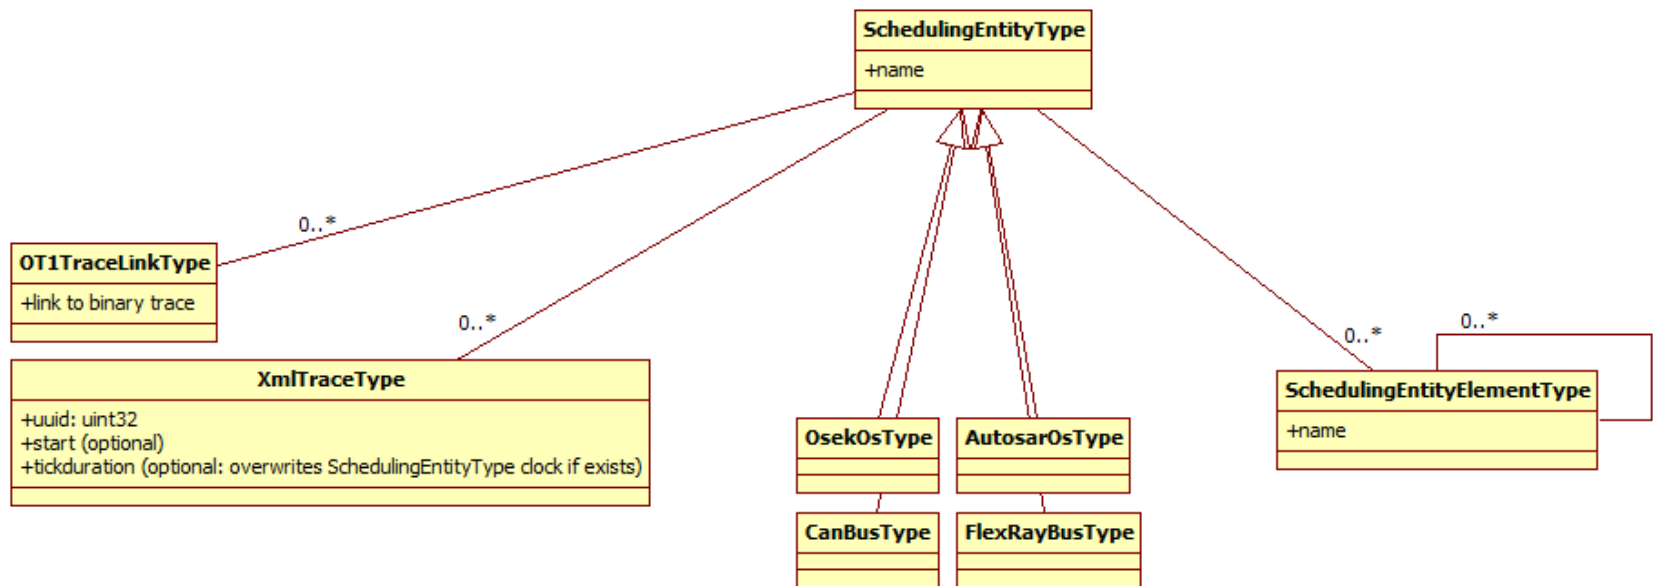 SchedulingEntityType
+name
0..*
OT1TraceLinkType
+link to binary trace
0..*
XmlTraceType
+uuid: uint32
+start (optional)
+tickduration (optional: overwrites SchedulingEntityType clock if exists)
OsekOsType
AutosarOsType
CanBusType
FlexRayBusType
0..*
0..*
SchedulingEntityElementType
+name